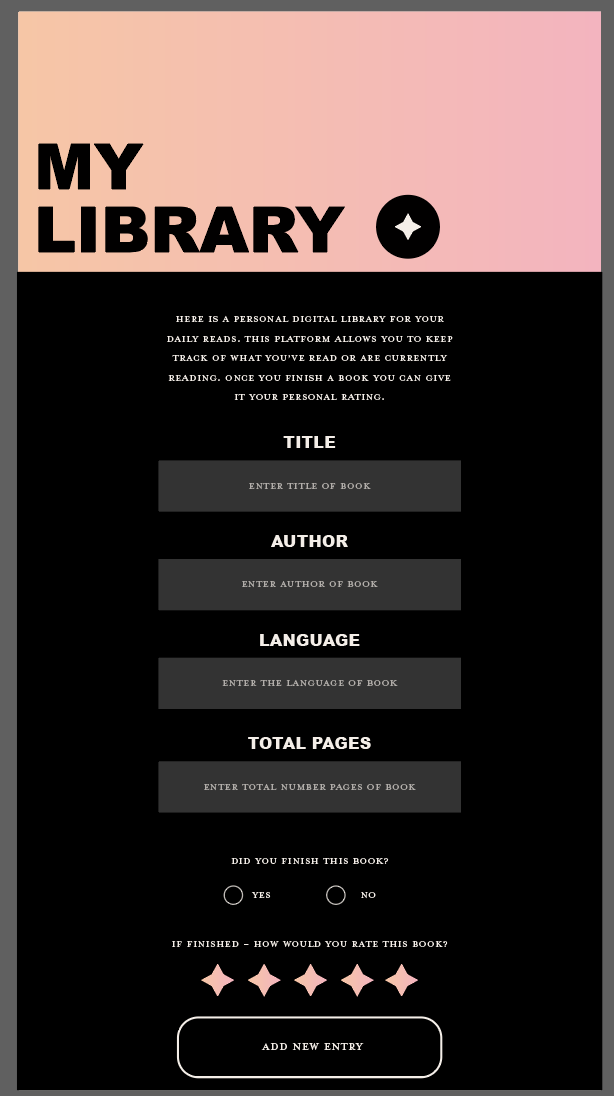 MY
LIBRARY
HERE IS A PERSONAL DIGITAL LIBRARY FOR YOUR
DAILY READS. THIS PLATFORM ALLOWS YOU TO KEEP
TRACK OF WHAT YOU'VE READ OR ARE CURRENTLY
READING. ONCE YOU FINISH A BOOK YOU CAN GIVE
IT YOUR PERSONAL RATING.
TITLE
ENTER TITLE OF BOOK
AUTHOR
ENTER AUTHOR OF BOOK
LANGUAGE
ENTER THE LANGUAGE OF BOOK
TOTAL PAGES
ENTER TOTAL NUMBER PAGES OF BOOK
DID YOU FINISH THIS BOOK?
YES NO
IF FINISHED – HOW WOULD YOU RATE THIS BOOK?
ADD NEW ENTRY